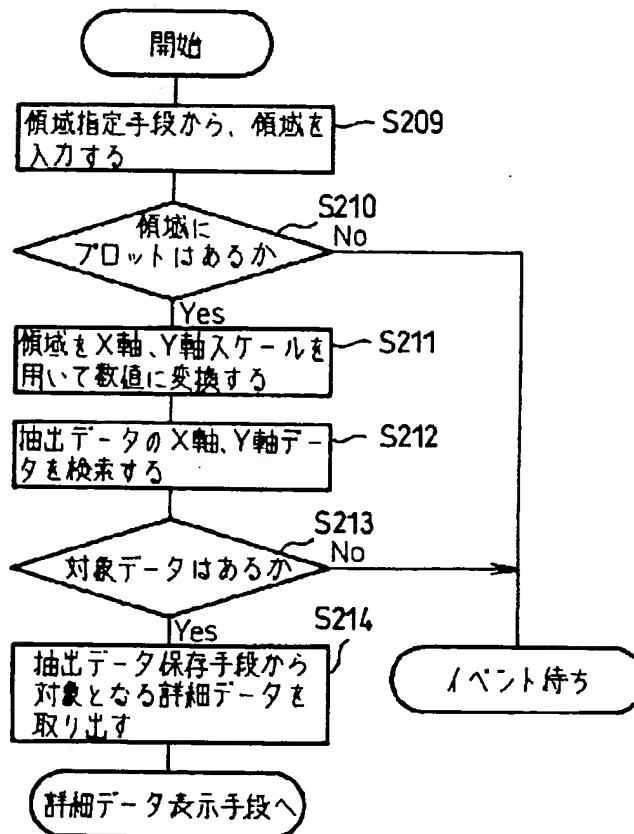 開始
領域指定手段から、領域を
入力する
S209
領域に
プロットはあるか
S210
No
Yes
領域をX軸、Y軸スケールを
用いて数値に変換する
S211
抽出データのX軸、Y軸デー
タを検索する
S212
対象データはあるか
S213
No
Yes
S214
抽出データ保存手段から
対象となる詳細データを
取り出す
イベント待ち
詳細データ表示手段へ